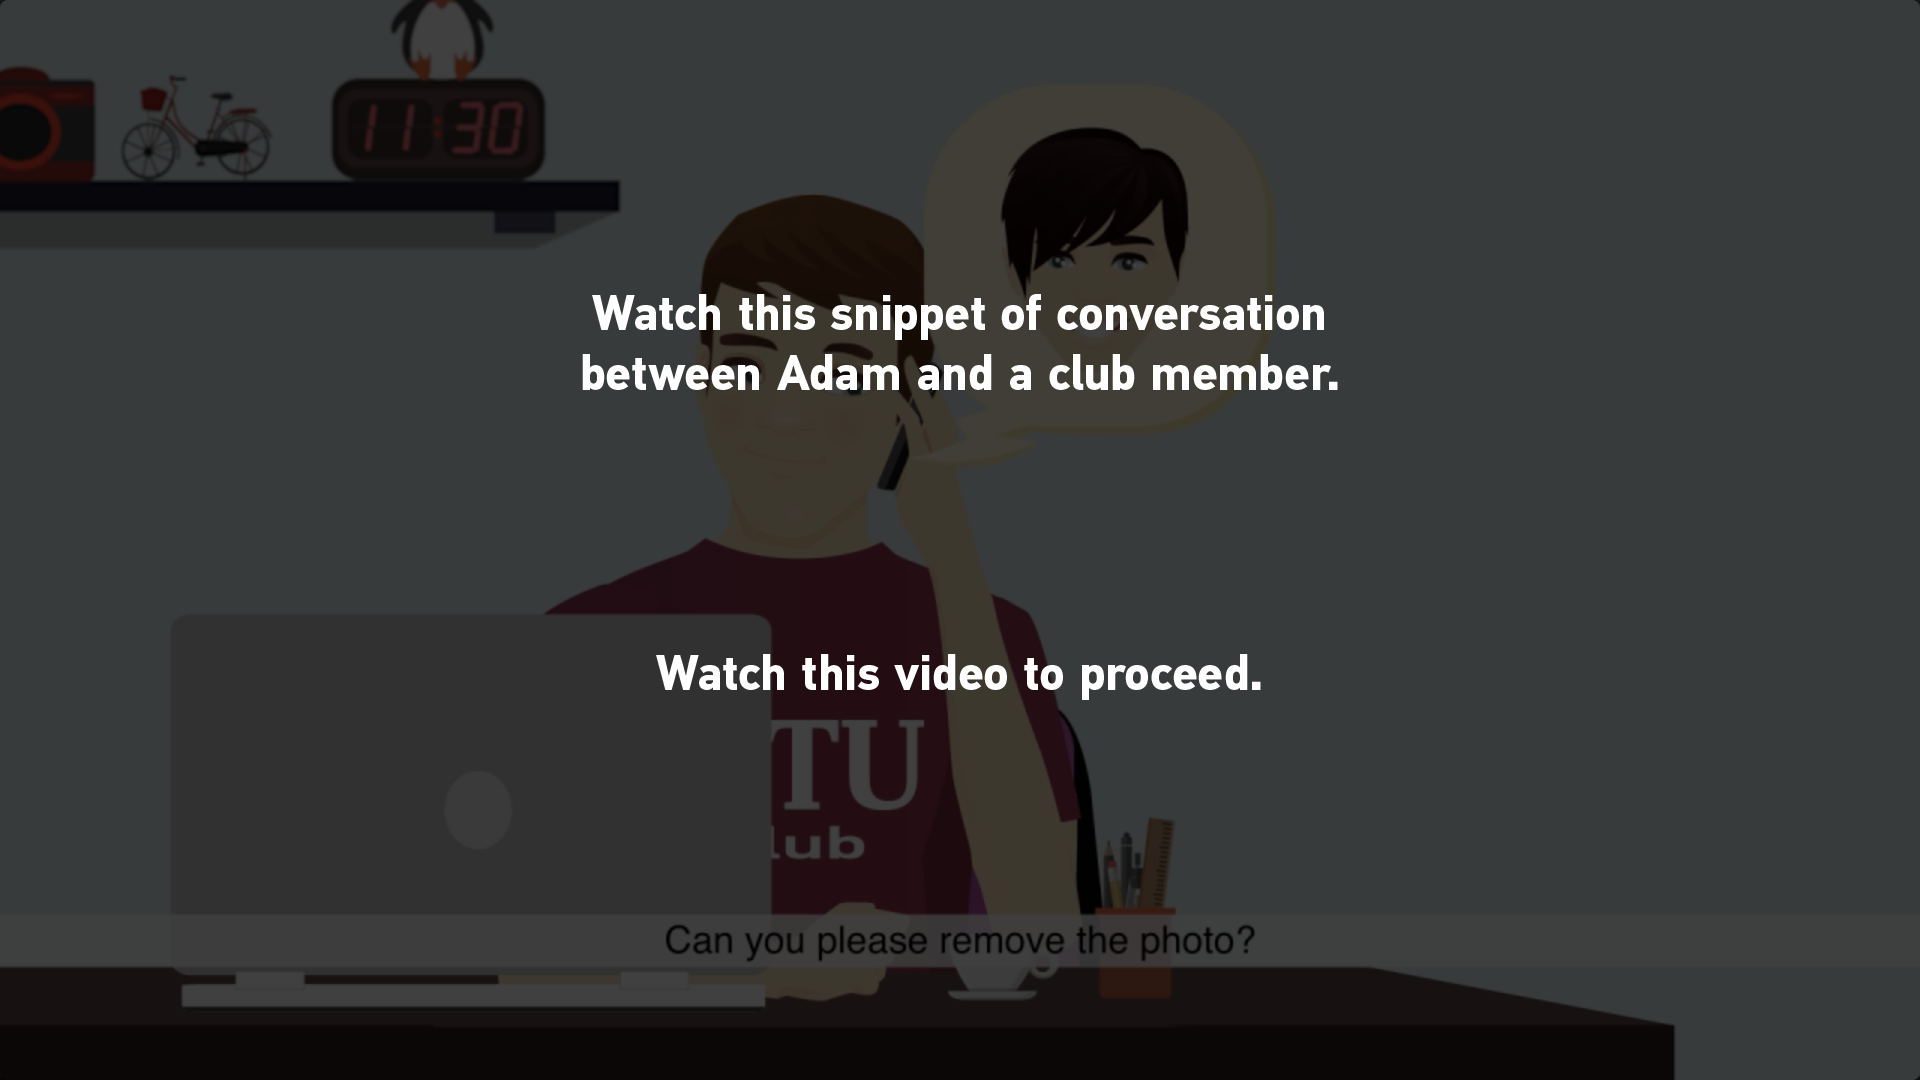 11:30
Watch this snippet of conversation
between Adam and a club member.
Watch this video to proceed.
TU
lub
Can you please remove the photo?